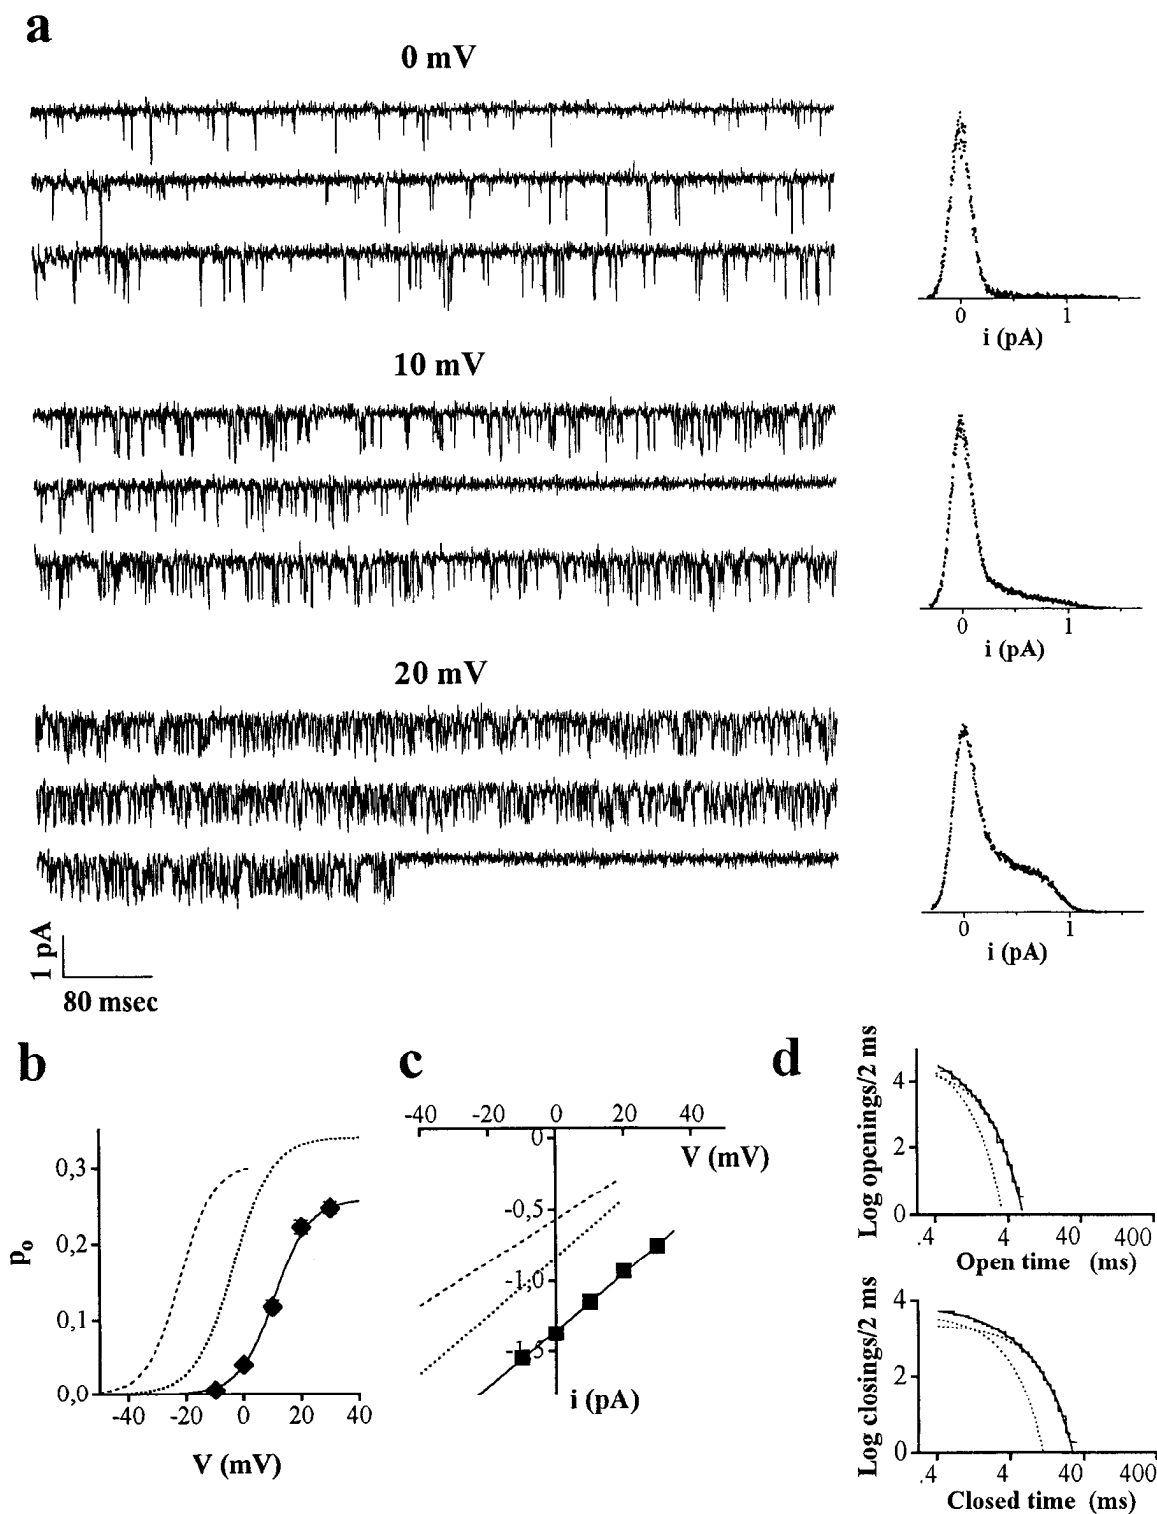 a
0 mV
0 1
i (pA)
10 mV
0 1
i (pA)
20 mV
0 1
i (pA)
1 pA
80 msec
b
p₀
0,3
0,2
0,1
0,0
-40 -20 0 20 40
V (mV)
c
-40 -20 0 20 40
V (mV)
0
-0,5
-1,0
-1,5
i (pA)
d
Log openings/2 ms
4
2
0
.4 4 40 400
Open time (ms)
Log closings/2 ms
4
2
0
.4 4 40 400
Closed time (ms)